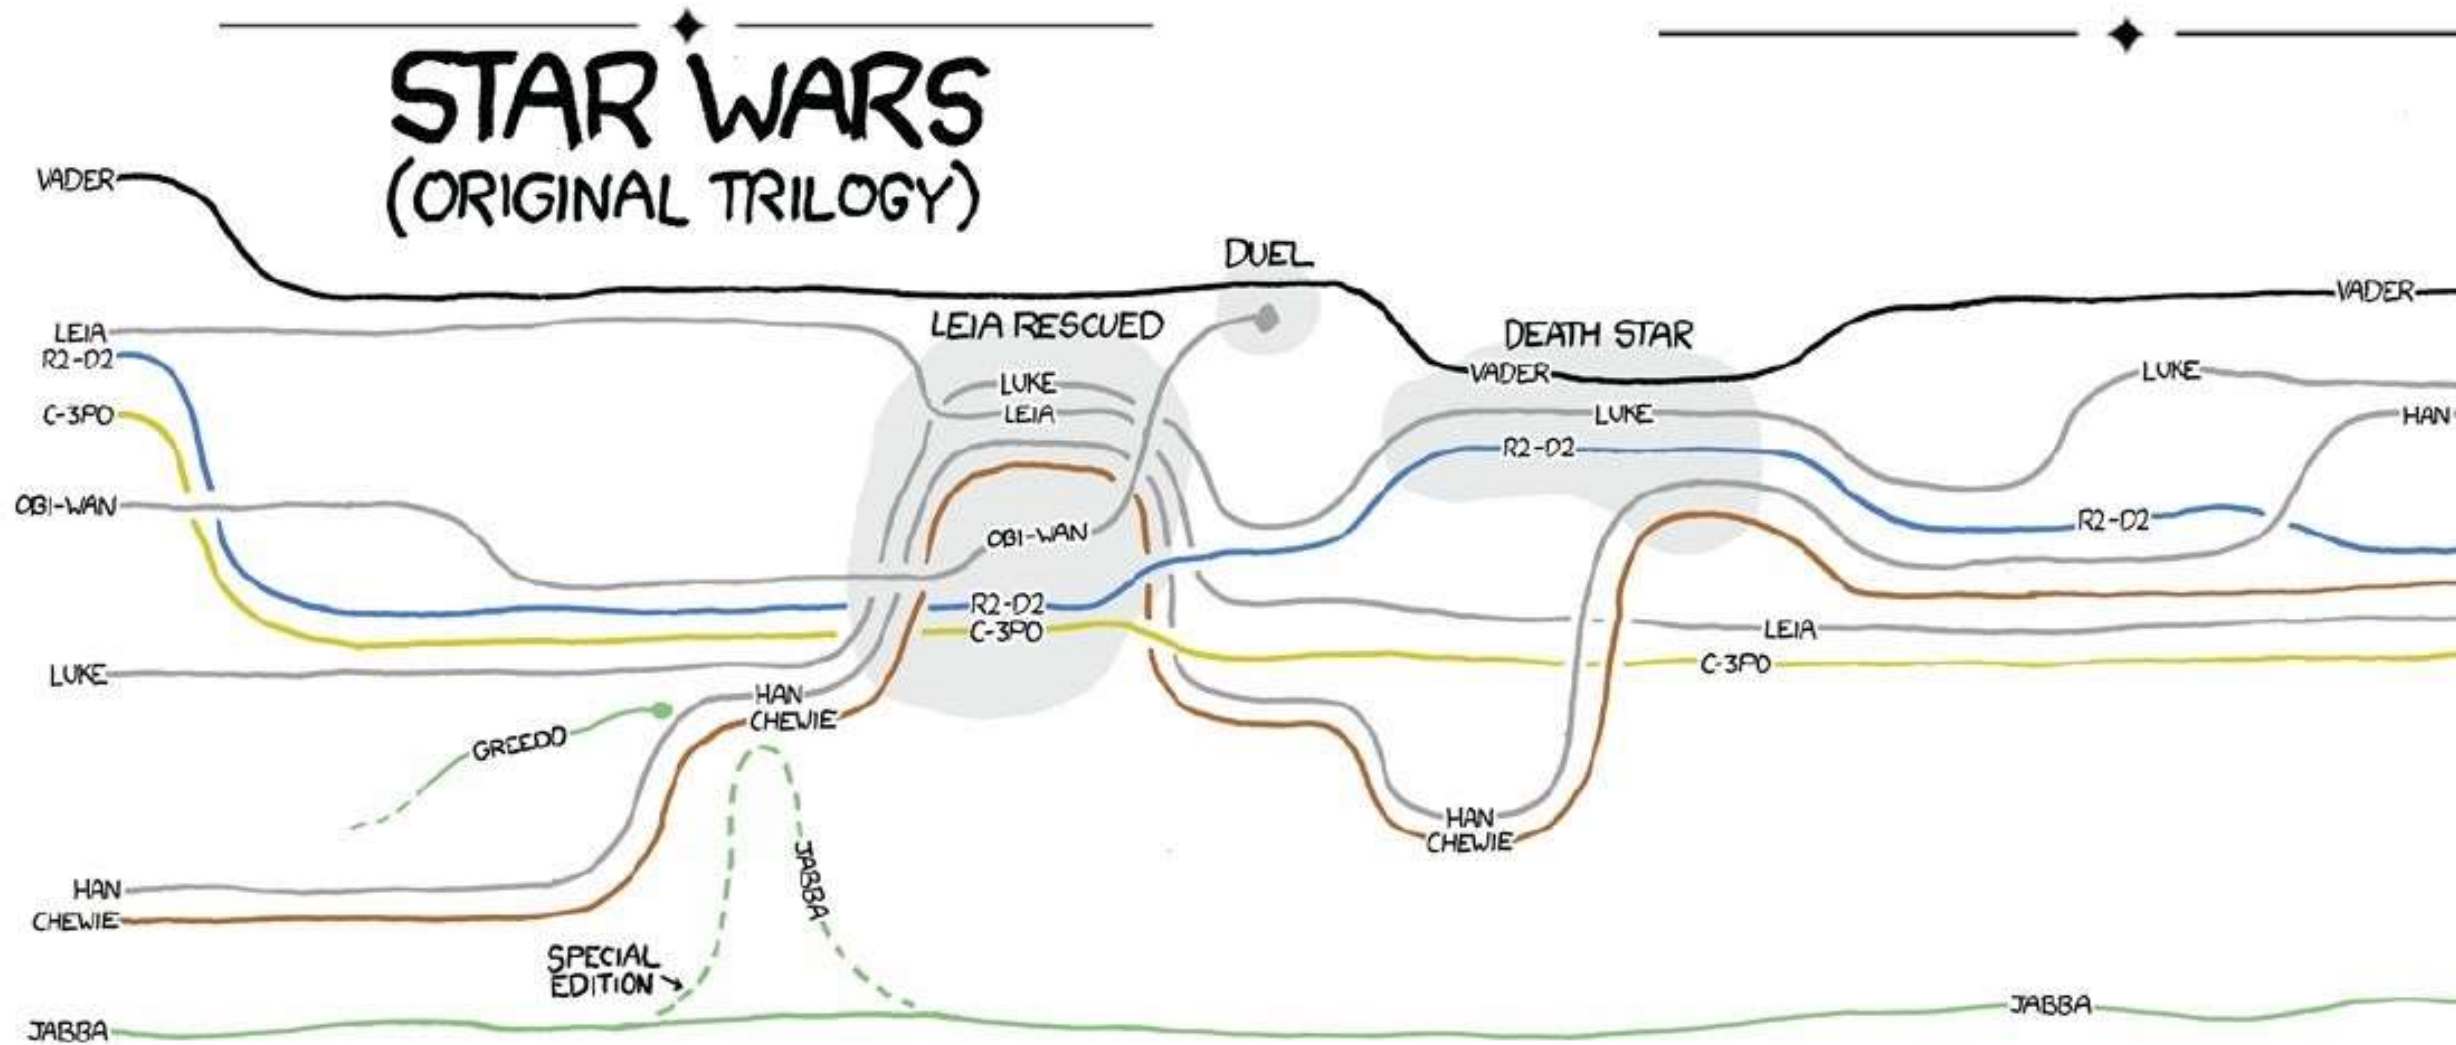 STAR WARS
(ORIGINAL TRILOGY)
VADER
DUEL
VADER
LEIA
LEIA RESCUED
DEATH STAR
R2-D2
VADER
LUKE
LUKE
C-3PO
LEIA
LUKE
HAN
R2-D2
OBI-WAN
OBI-WAN
R2-D2
R2-D2
C-3PO
LEIA
LUKE
C-3PO
HAN
CHEWIE
GREEDO
HAN
CHEWIE
JABBA
HAN
CHEWIE
SPECIAL
EDITION
JABBA
JABBA